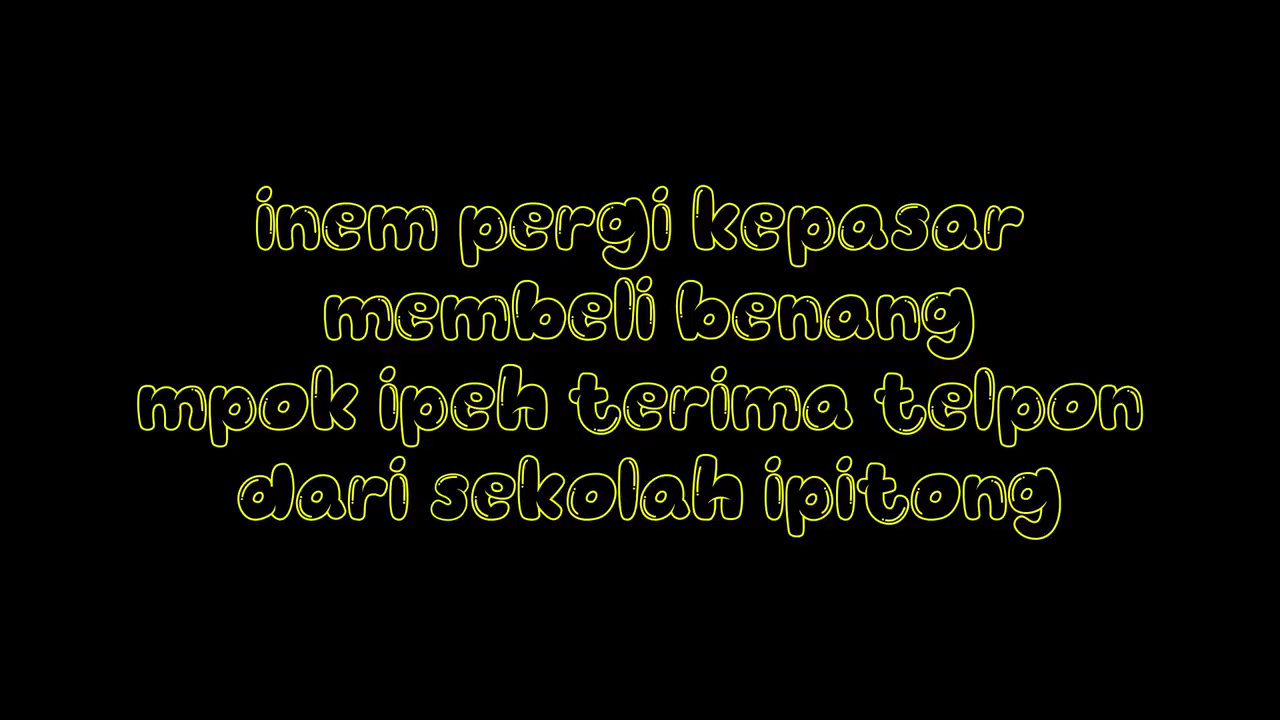 inem pergi kepasar
membeli benang
mpok ipeh terima telpon
dari sekolah ipitong